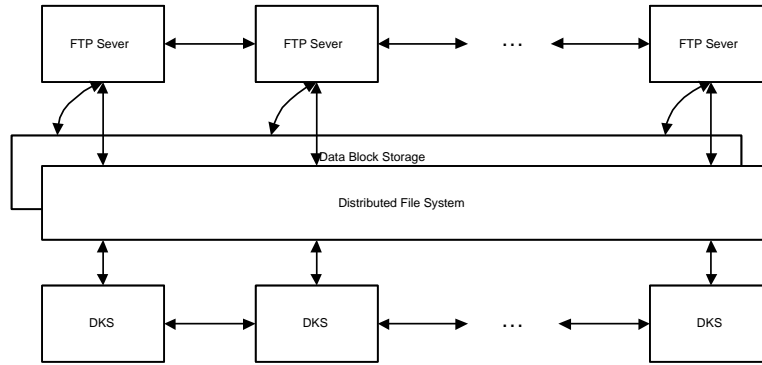 FTP Sever
FTP Sever
...
FTP Sever
Data Block Storage
Distributed File System
DKS
DKS
...
DKS